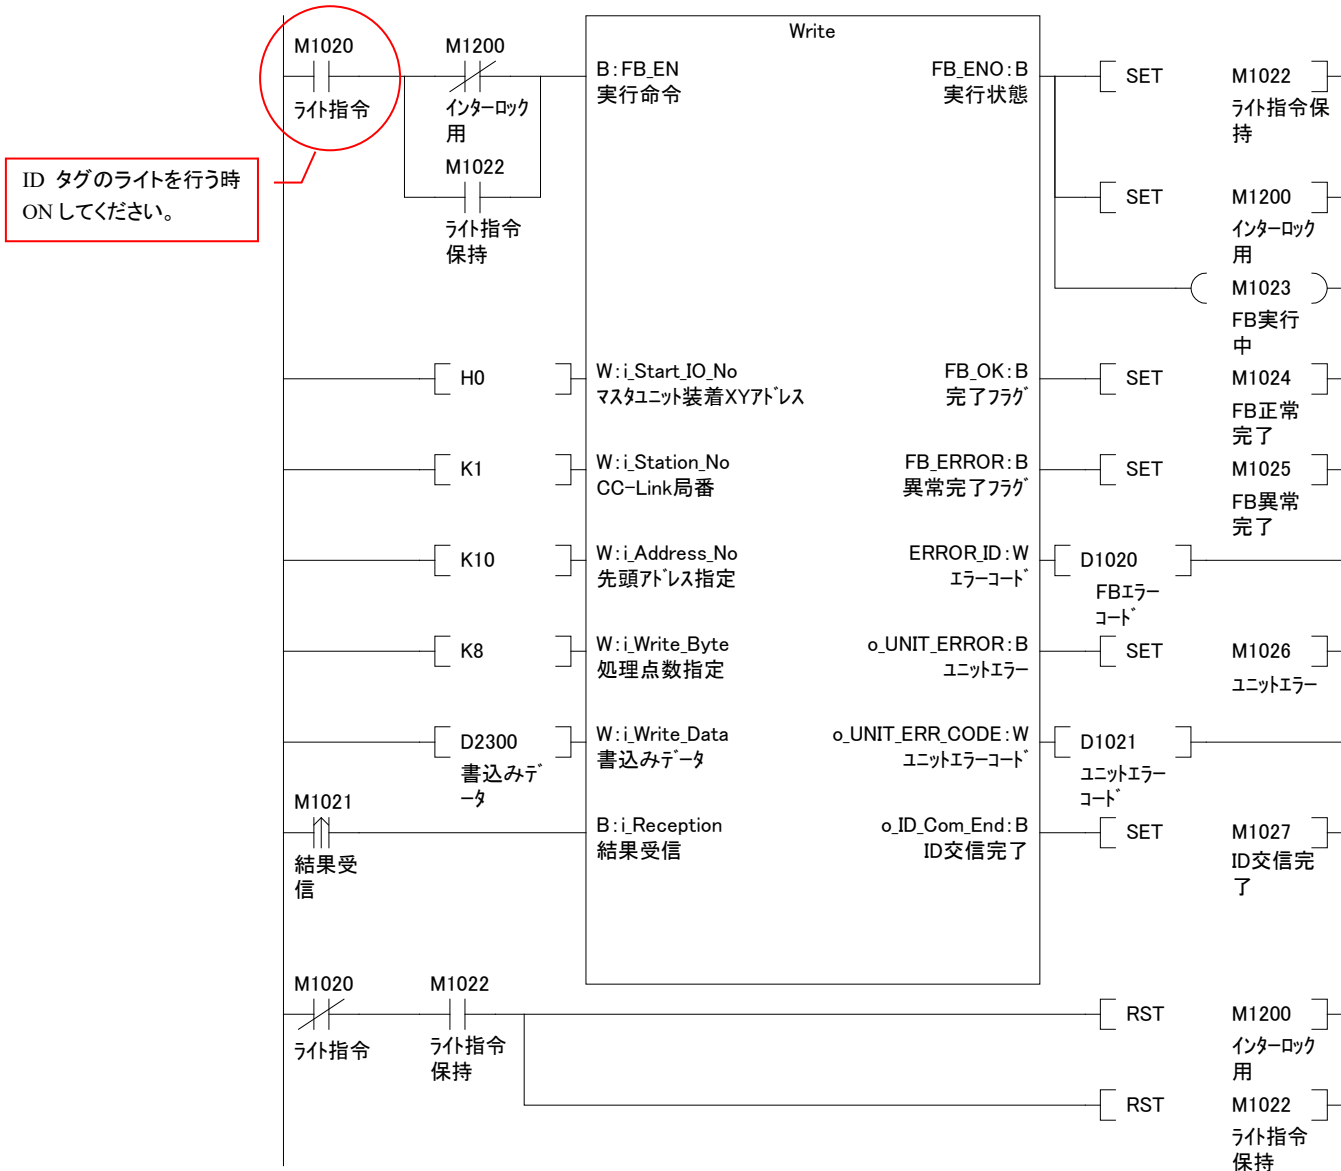 Write
M1020
M1200
B:FB_EN
FB_ENO:B
SET
M1022
ライト指令
インターロック
用
実行命令
実行状態
ライト指令保
持
ID タグのライトを行う時
ONしてください。
M1022
ライト指令
保持
SET
M1200
インターロック
用
M1023
FB実行
中
H0
W:i_Start_IO_No
マスタユニット装着XYアドレス
FB_OK:B
完了フラグ
SET
M1024
FB正常
完了
K1
W:i_Station_No
CC-Link局番
FB_ERROR:B
異常完了フラグ
SET
M1025
FB異常
完了
K10
W:i_Address_No
先頭アドレス指定
ERROR_ID:W
エラーコード
D1020
FBエラー
コード
K8
W:i_Write_Byte
処理点数指定
o_UNIT_ERROR:B
ユニットエラー
SET
M1026
ユニットエラー
D2300
書込みデ
ータ
W:i_Write_Data
書込みデータ
o_UNIT_ERR_CODE:W
ユニットエラーコード
D1021
ユニットエラー
コード
M1021
結果受
信
B:i_Reception
結果受信
o_ID_Com_End:B
ID交信完了
SET
M1027
ID交信完
了
M1020
ライト指令
M1022
ライト指令
保持
RST
M1200
インターロック
用
RST
M1022
ライト指令
保持